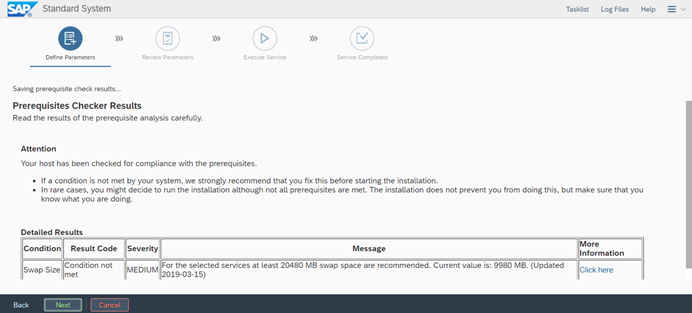 SAP Standard System Tasklist Log Files Help
Define Parameters Review Parameters Execute Service Service Completed
Saving prerequisite check results...
Prerequisites Checker Results
Read the results of the prerequisite analysis carefully.
Attention
Your host has been checked for compliance with the prerequisites.
• If a condition is not met by your system, we strongly recommend that you fix this before starting the installation.
• In rare cases, you might decide to run the installation although not all prerequisites are met. The installation does not prevent you from doing this, but make sure that you
know what you are doing.
Detailed Results
Condition Result Code Severity Message More
Information
Swap Size Condition not
met MEDIUM For the selected services at least 20480 MB swap space are recommended. Current value is: 9980 MB. (Updated
2019-03-15) Click here
Back Next Cancel